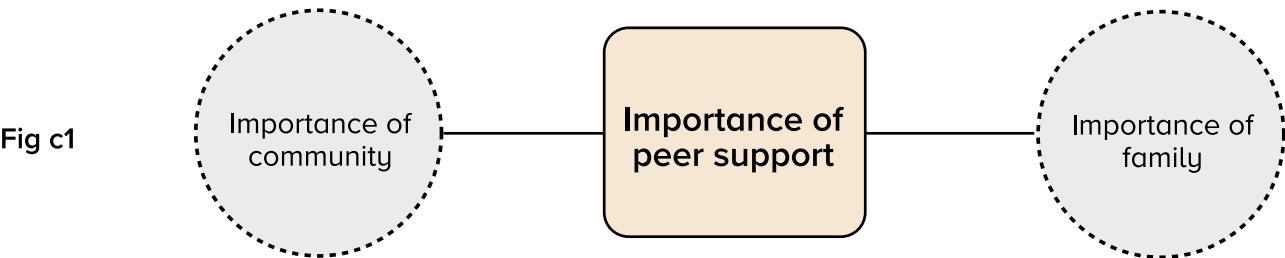 Fig c1
Importance of
community
Importance of
peer support
Importance of
family